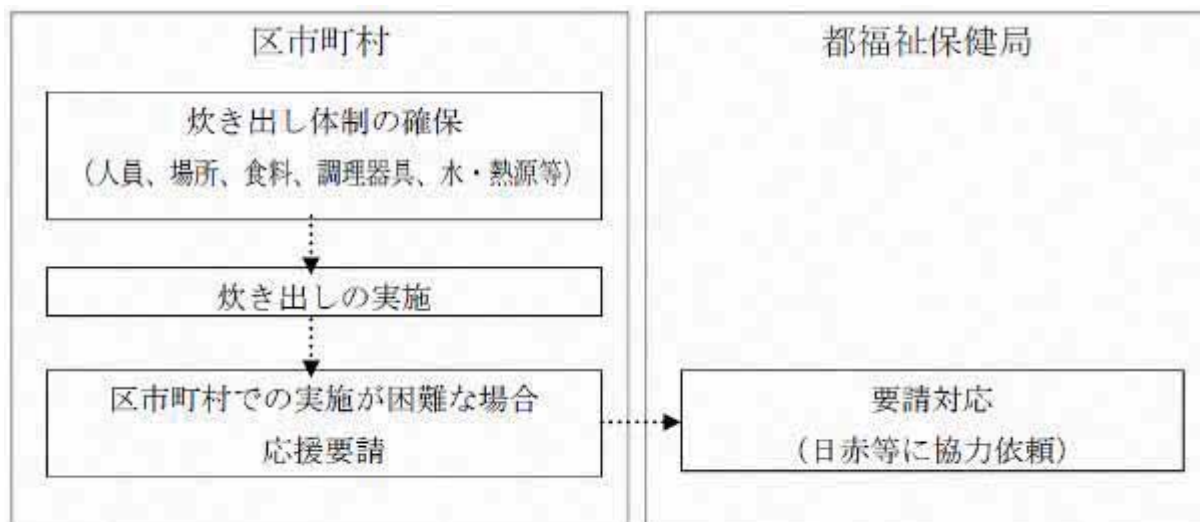 区市町村
炊き出し体制の確保
（人員、場所、食料、調理器具、水・熱源等）
炊き出しの実施
区市町村での実施が困難な場合
応援要請
都福祉保健局
要請対応
（日赤等に協力依頼）